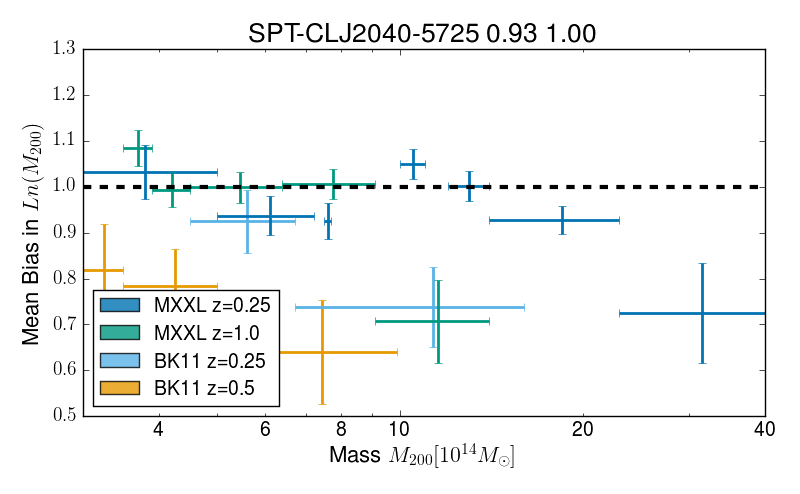 SPT-CLJ2040-5725 0.93 1.00
1.3
1.2
1.1
1.0
0.9
0.8
0.7
0.6
0.5
Mean Bias in Ln(M200)
MXXL z=0.25
MXXL z=1.0
BK11 z=0.25
BK11 z=0.5
4 6 8 10 20 40
Mass M200[10^14 M⊙]